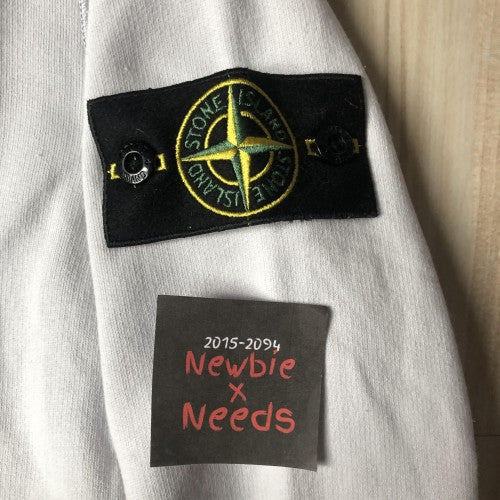 STONE ISLAND STONE ISLAND
2015-2094
Newbie
x
Needs